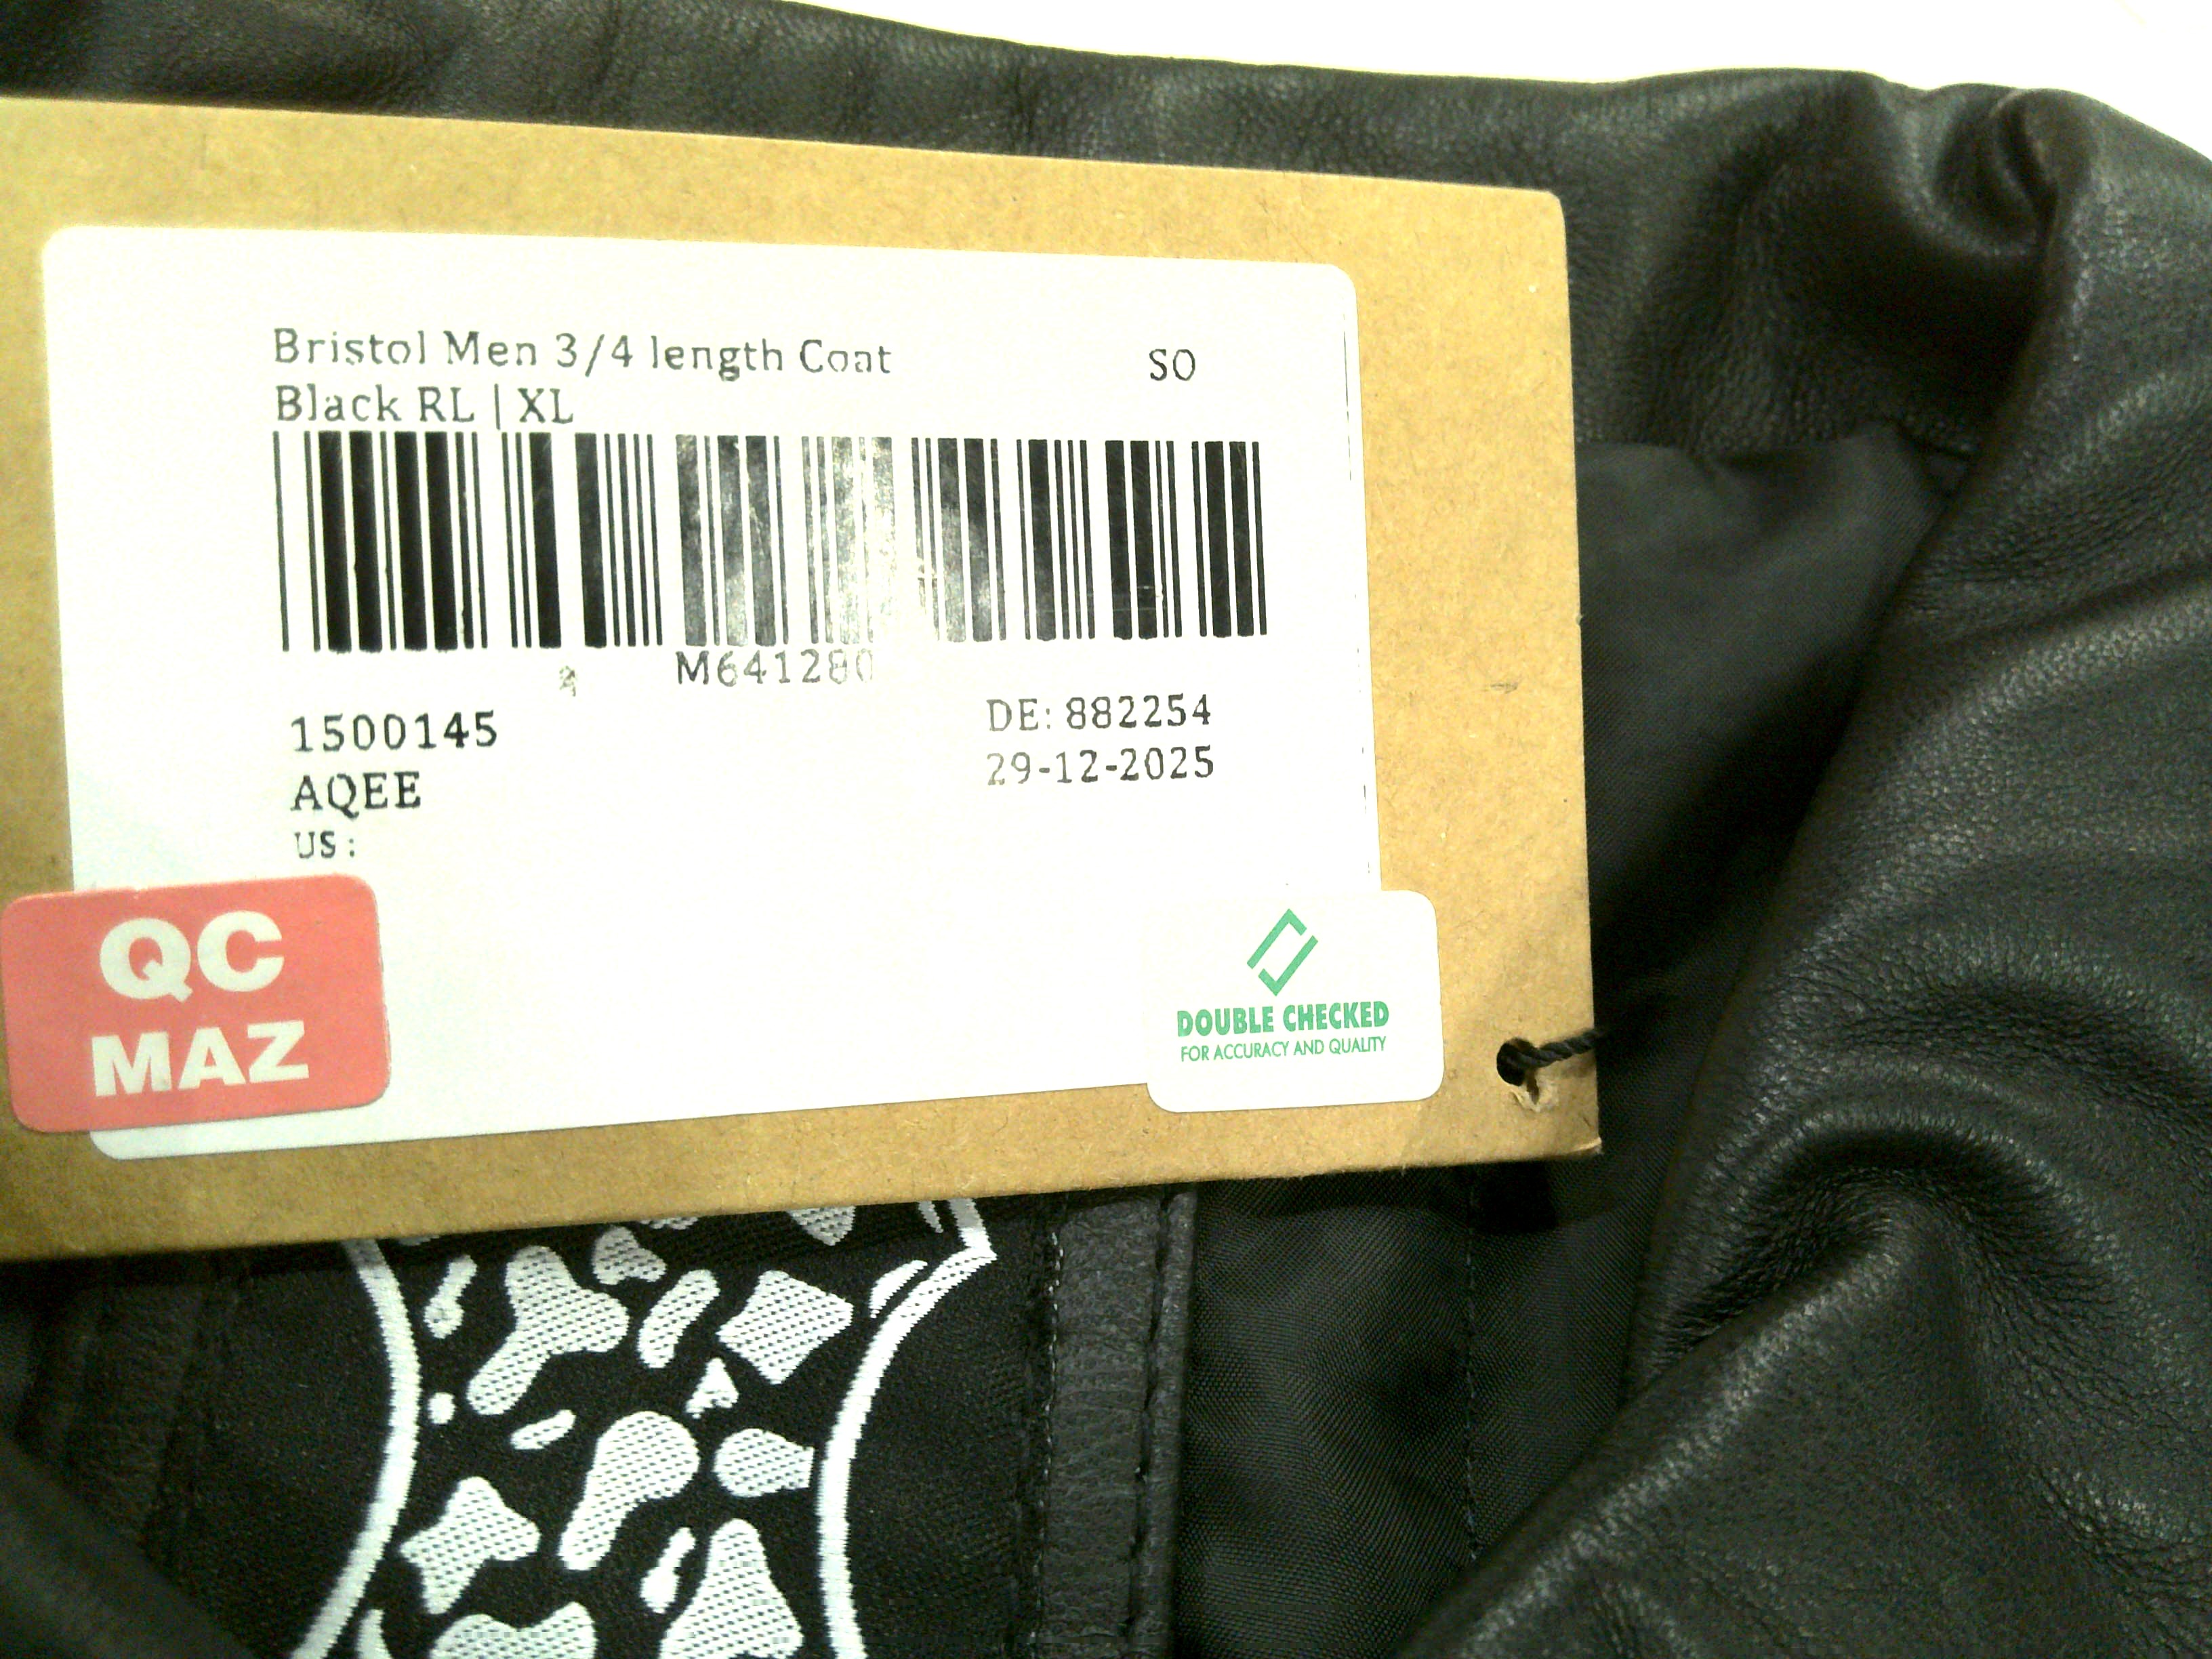 Bristol Men 3/4 length Coat
SO
Black RL | XL
M641280
1500145
DE: 882254
AQEE
29-12-2025
US :
QC
MAZ
DOUBLE CHECKED
FOR ACCURACY AND QUALITY